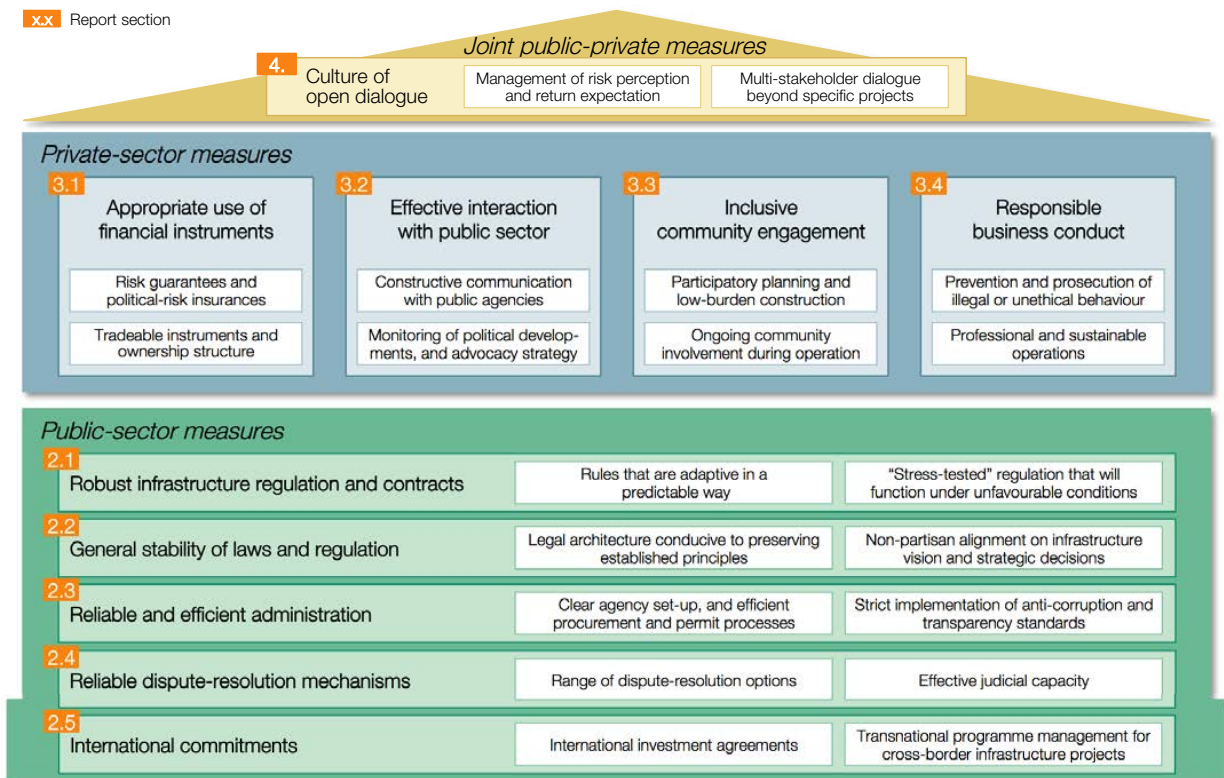 x.x Report section
Joint public-private measures
4.
Culture of
open dialogue
Management of risk perception
and return expectation
Multi-stakeholder dialogue
beyond specific projects
Private-sector measures
3.1
Appropriate use of
financial instruments
Risk guarantees and
political-risk insurances
Tradeable instruments and
ownership structure
3.2
Effective interaction
with public sector
Constructive communication
with public agencies
Monitoring of political develop-
ments, and advocacy strategy
3.3
Inclusive
community engagement
Participatory planning and
low-burden construction
Ongoing community
involvement during operation
3.4
Responsible
business conduct
Prevention and prosecution of
illegal or unethical behaviour
Professional and sustainable
operations
Public-sector measures
2.1
Robust infrastructure regulation and contracts
Rules that are adaptive in a
predictable way
“Stress-tested” regulation that will
function under unfavourable conditions
2.2
General stability of laws and regulation
Legal architecture conducive to preserving
established principles
Non-partisan alignment on infrastructure
vision and strategic decisions
2.3
Reliable and efficient administration
Clear agency set-up, and efficient
procurement and permit processes
Strict implementation of anti-corruption and
transparency standards
2.4
Reliable dispute-resolution mechanisms
Range of dispute-resolution options
Effective judicial capacity
2.5
International commitments
International investment agreements
Transnational programme management for
cross-border infrastructure projects